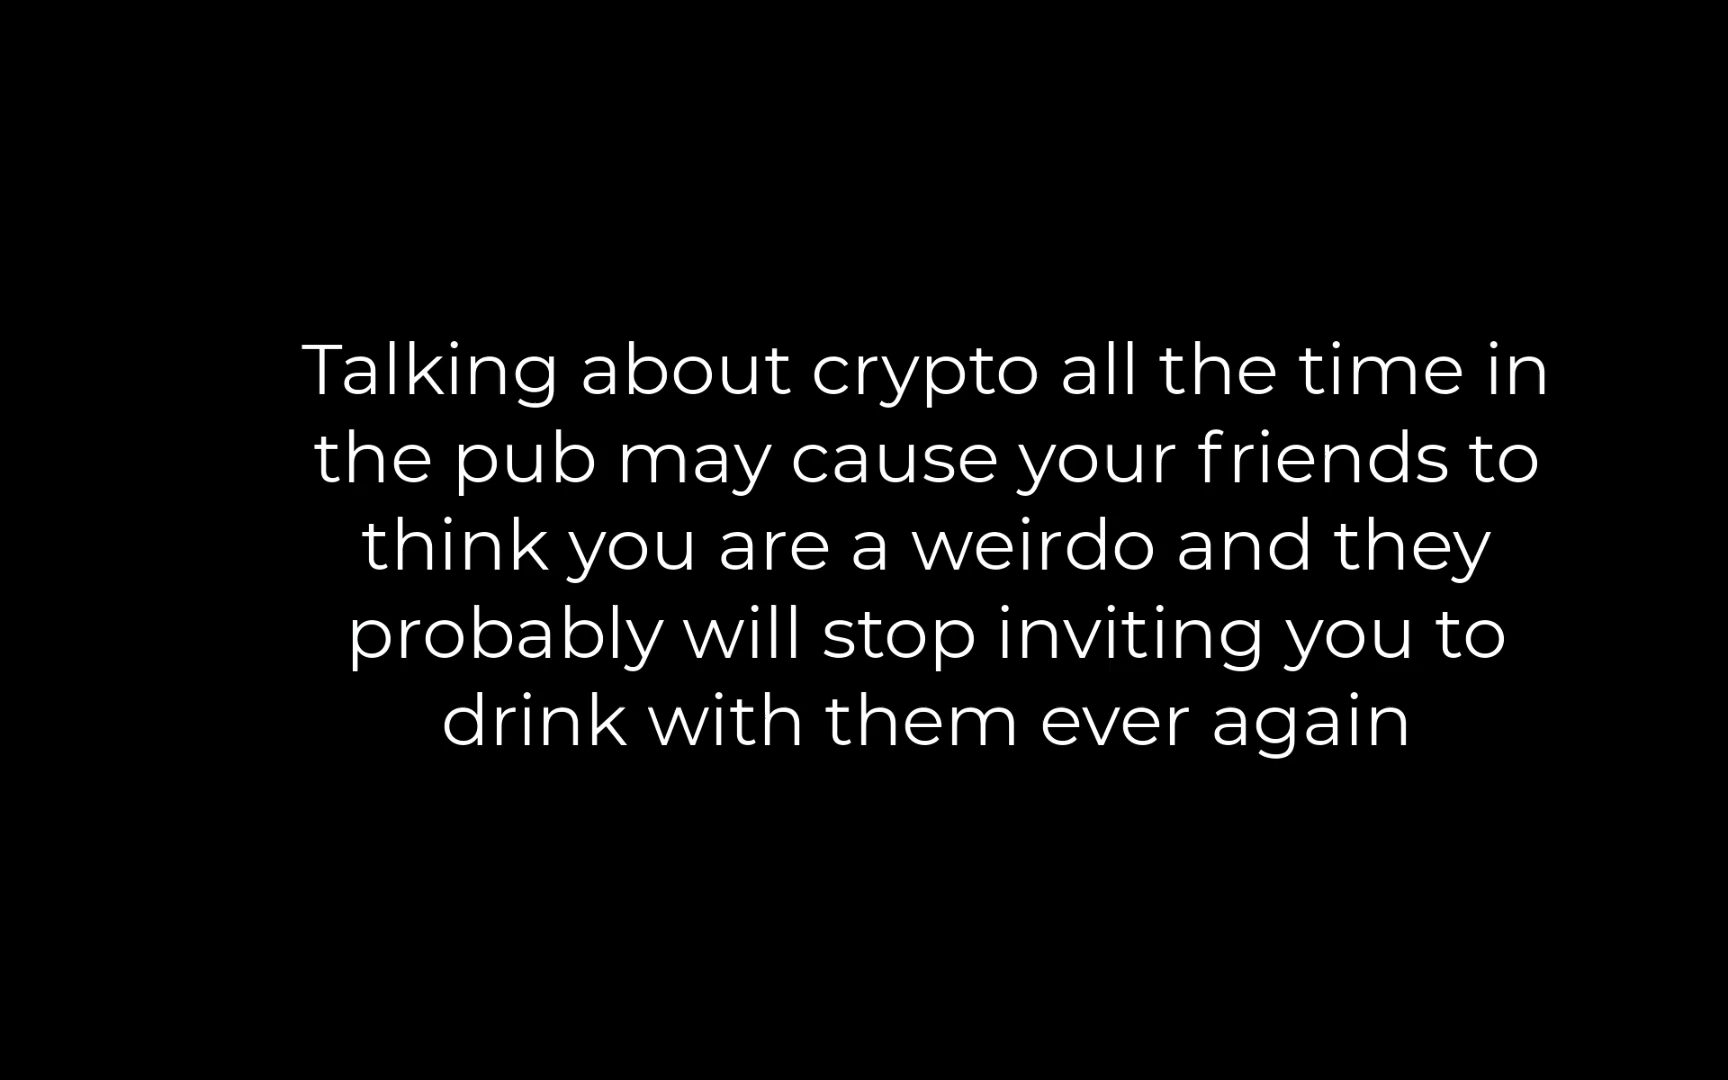 Talking about crypto all the time in
the pub may cause your friends to
think you are a weirdo and they
probably will stop inviting you to
drink with them ever again